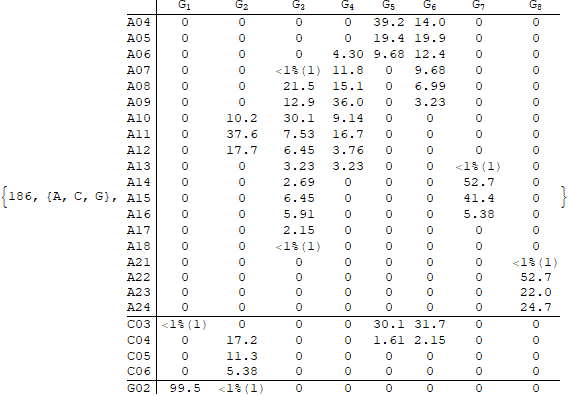 G₁ G₂ G₃ G₄ G₅ G₆ G₇ G₈
A04 0 0 0 0 39.2 14.0 0 0
A05 0 0 0 0 19.4 19.9 0 0
A06 0 0 0 4.30 9.68 12.4 0 0
A07 0 0 <1%(1) 11.8 0 9.68 0 0
A08 0 0 21.5 15.1 0 6.99 0 0
A09 0 0 12.9 36.0 0 3.23 0 0
A10 0 10.2 30.1 9.14 0 0 0 0
A11 0 37.6 7.53 16.7 0 0 0 0
A12 0 17.7 6.45 3.76 0 0 0 0
A13 0 0 3.23 3.23 0 0 <1%(1) 0
A14 0 0 2.69 0 0 0 52.7 0
{186, {A, C, G}, A15 0 0 6.45 0 0 0 41.4 0 }
A16 0 0 5.91 0 0 0 5.38 0
A17 0 0 2.15 0 0 0 0 0
A18 0 0 <1%(1) 0 0 0 0 0
A21 0 0 0 0 0 0 0 <1%(1)
A22 0 0 0 0 0 0 0 52.7
A23 0 0 0 0 0 0 0 22.0
A24 0 0 0 0 0 0 0 24.7
C03 <1%(1) 0 0 0 30.1 31.7 0 0
C04 0 17.2 0 0 1.61 2.15 0 0
C05 0 11.3 0 0 0 0 0 0
C06 0 5.38 0 0 0 0 0 0
G02 99.5 <1%(1) 0 0 0 0 0 0